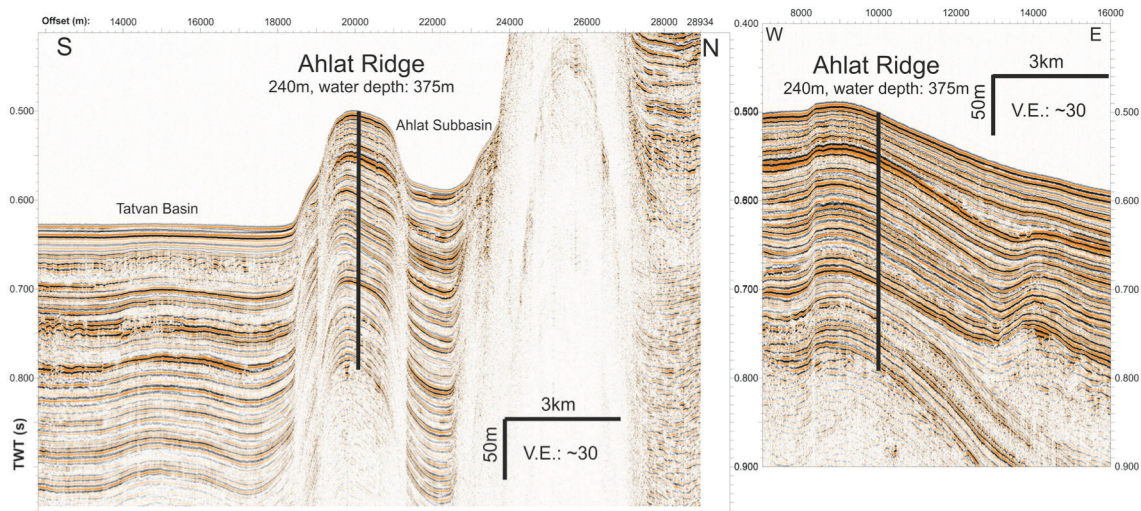 Offset (m): 14000 16000 18000 20000 22000 24000 26000 28000 28934
S
N
Ahlat Ridge
240m, water depth: 375m
Ahlat Subbasin
Tatvan Basin
0.500
0.600
0.700
0.800
TWT (s)
3km
50m
V.E.: ~30
0.400
8000 10000 12000 14000 16000
0.400
W
E
Ahlat Ridge
240m, water depth: 375m
3km
50m
V.E.: ~30
0.500
0.500
0.600
0.600
0.700
0.700
0.800
0.800
0.900
0.900